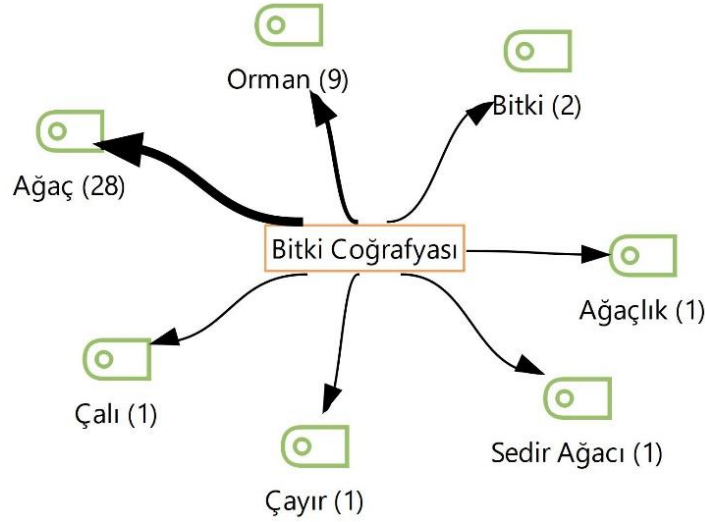 Orman (9)
Bitki (2)
Ağaç (28)
Bitki Coğrafyası
Ağaçlık (1)
Çalı (1)
Sedir Ağacı (1)
Çayır (1)